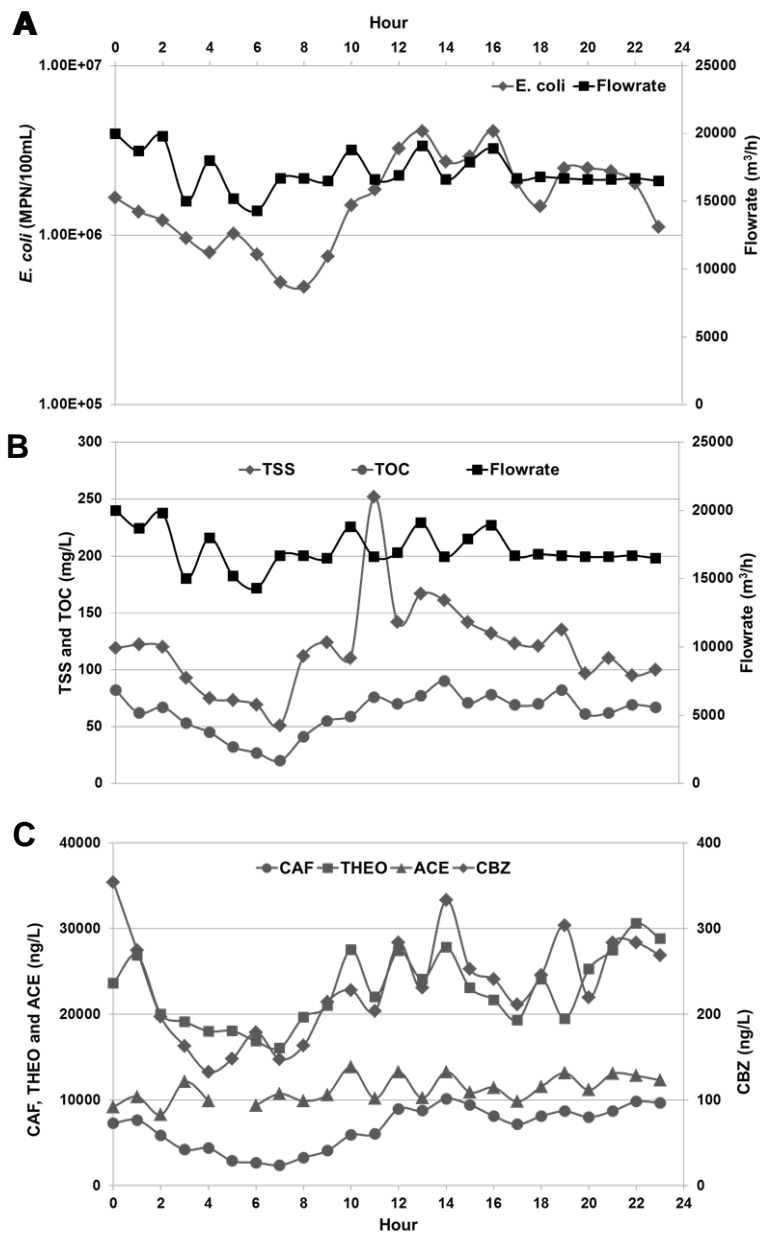 A
Hour
0 2 4 6 8 10 12 14 16 18 20 22 24
1.00E+07
1.00E+06
1.00E+05
E. coli (MPN/100mL)
E. coli Flowrate
25000
20000
15000
10000
5000
0
Flowrate (m³/h)
B
300
250
200
150
100
50
0
TSS and TOC (mg/L)
TSS TOC Flowrate
25000
20000
15000
10000
5000
0
Flowrate (m³/h)
C
40000
30000
20000
10000
0
CAF, THEO and ACE (ng/L)
CAF THEO ACE CBZ
400
300
200
100
0
CBZ (ng/L)
0 2 4 6 8 10 12 14 16 18 20 22 24
Hour